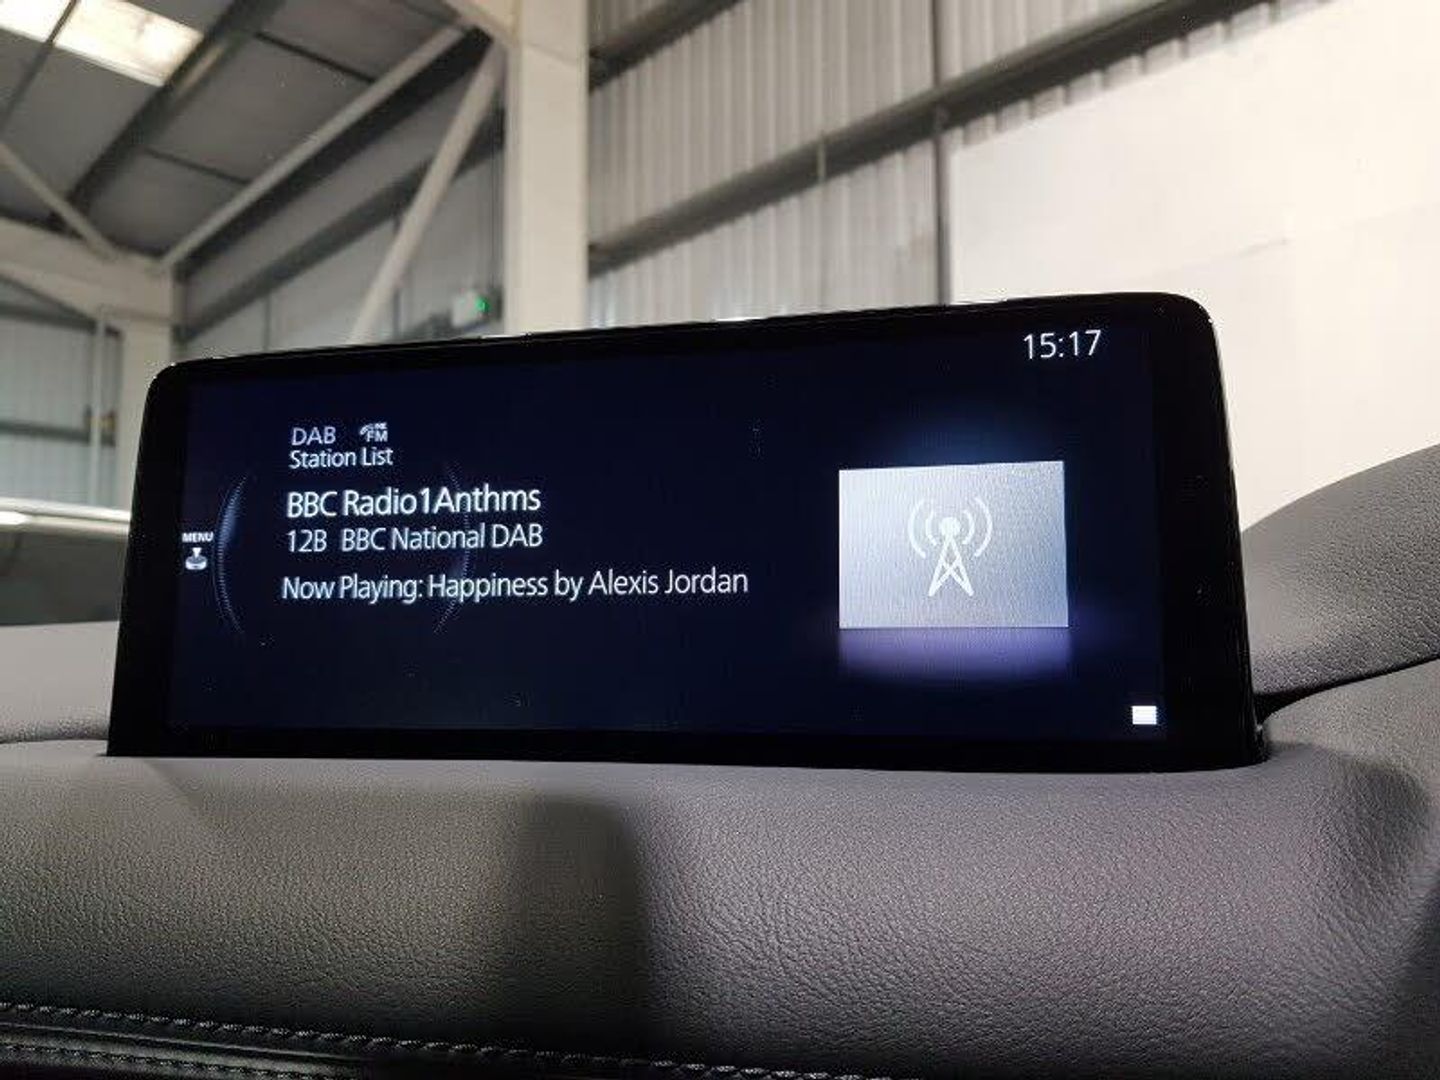 15:17
DAB FM
Station List
BBC Radio1Anthms
12B BBC National DAB
MENU
Now Playing: Happiness by Alexis Jordan